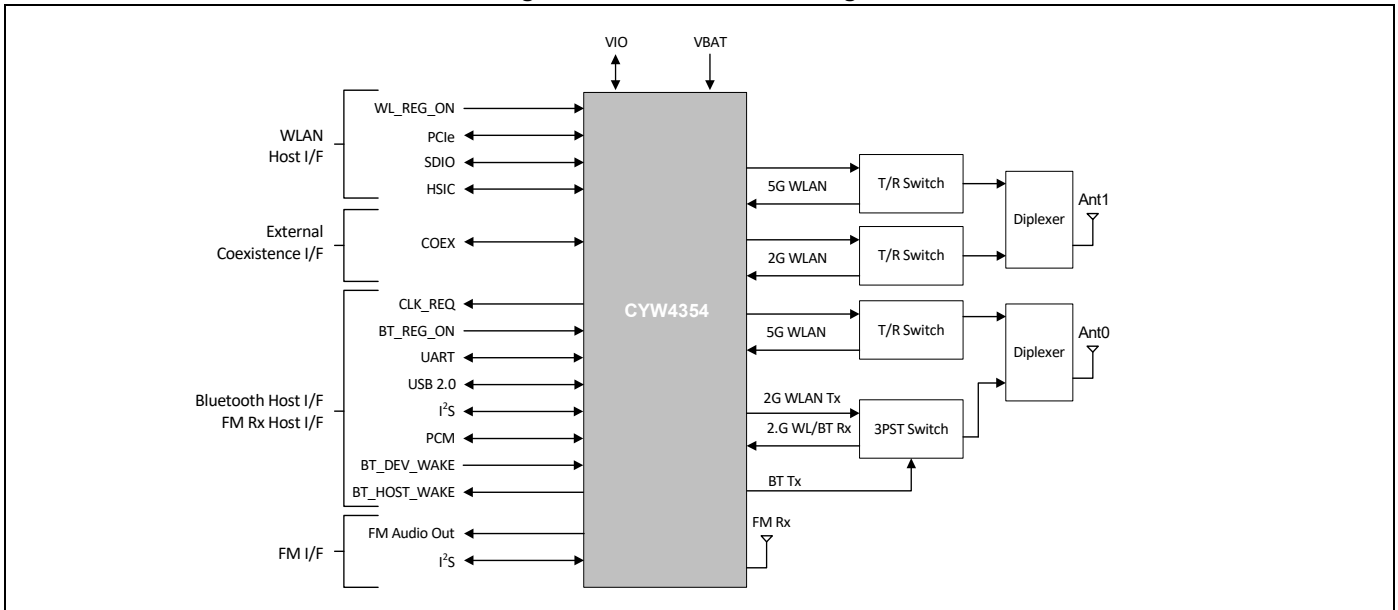 VIO
VBAT
WLAN
Host I/F
WL_REG_ON
PCIe
SDIO
HSIC
External
Coexistence I/F
COEX
Bluetooth Host I/F
FM Rx Host I/F
CLK_REQ
BT_REG_ON
UART
USB 2.0
I²S
PCM
BT_DEV_WAKE
BT_HOST_WAKE
FM I/F
FM Audio Out
I²S
CYW4354
5G WLAN
T/R Switch
2G WLAN
T/R Switch
Diplexer
Ant1
5G WLAN
T/R Switch
2G WLAN Tx
2.G WL/BT Rx
3PST Switch
BT Tx
Diplexer
Ant0
FM Rx